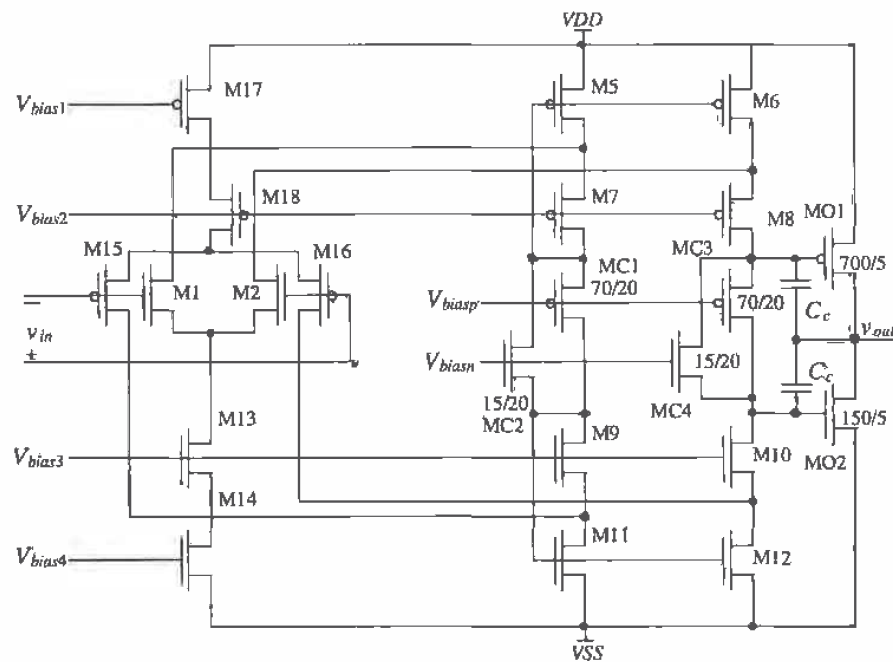 VDD
M17
M5
M6
Vbias1
M18
M7
M8
MO1
Vbias2
M15
M16
MC1
MC3
700/5
M1
M2
70/20
70/20
Cc
Vbiasp
–
vin
+
vout
Vbiasn
15/20
Cc
15/20
MC2
MC4
150/5
M13
M9
M10
MO2
Vbias3
M14
M11
M12
Vbias4
VSS